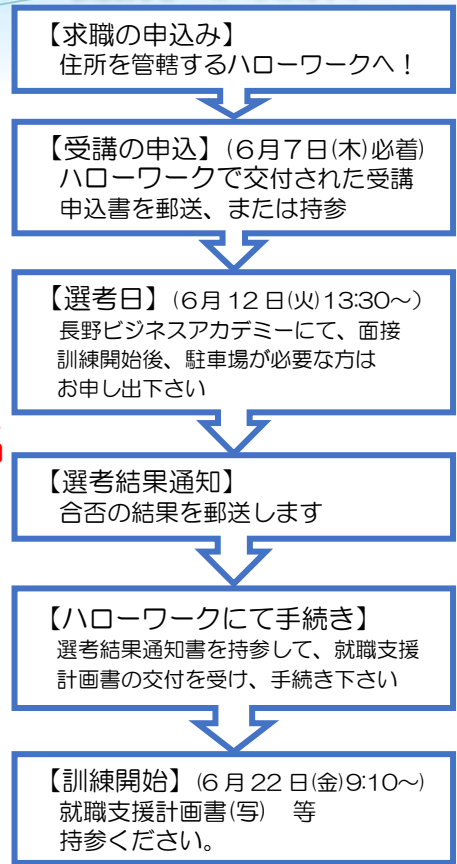 【求職の申込み】
住所を管轄するハローワークへ！
【受講の申込】(6月7日(木)必着)
ハローワークで交付された受講
申込書を郵送、または持参
【選考日】(6月12日(火)13:30～)
長野ビジネスアカデミーにて、面接
訓練開始後、駐車場が必要な方は
お申し出下さい
【選考結果通知】
合否の結果を郵送します
【ハローワークにて手続き】
選考結果通知書を持参して、就職支援
計画書の交付を受け、手続き下さい
【訓練開始】(6月22日(金)9:10～)
就職支援計画書(写)　等
持参ください。